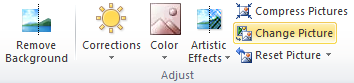 Remove
Background
Corrections
Color
Artistic
Effects
Compress Pictures
Change Picture
Reset Picture
Adjust